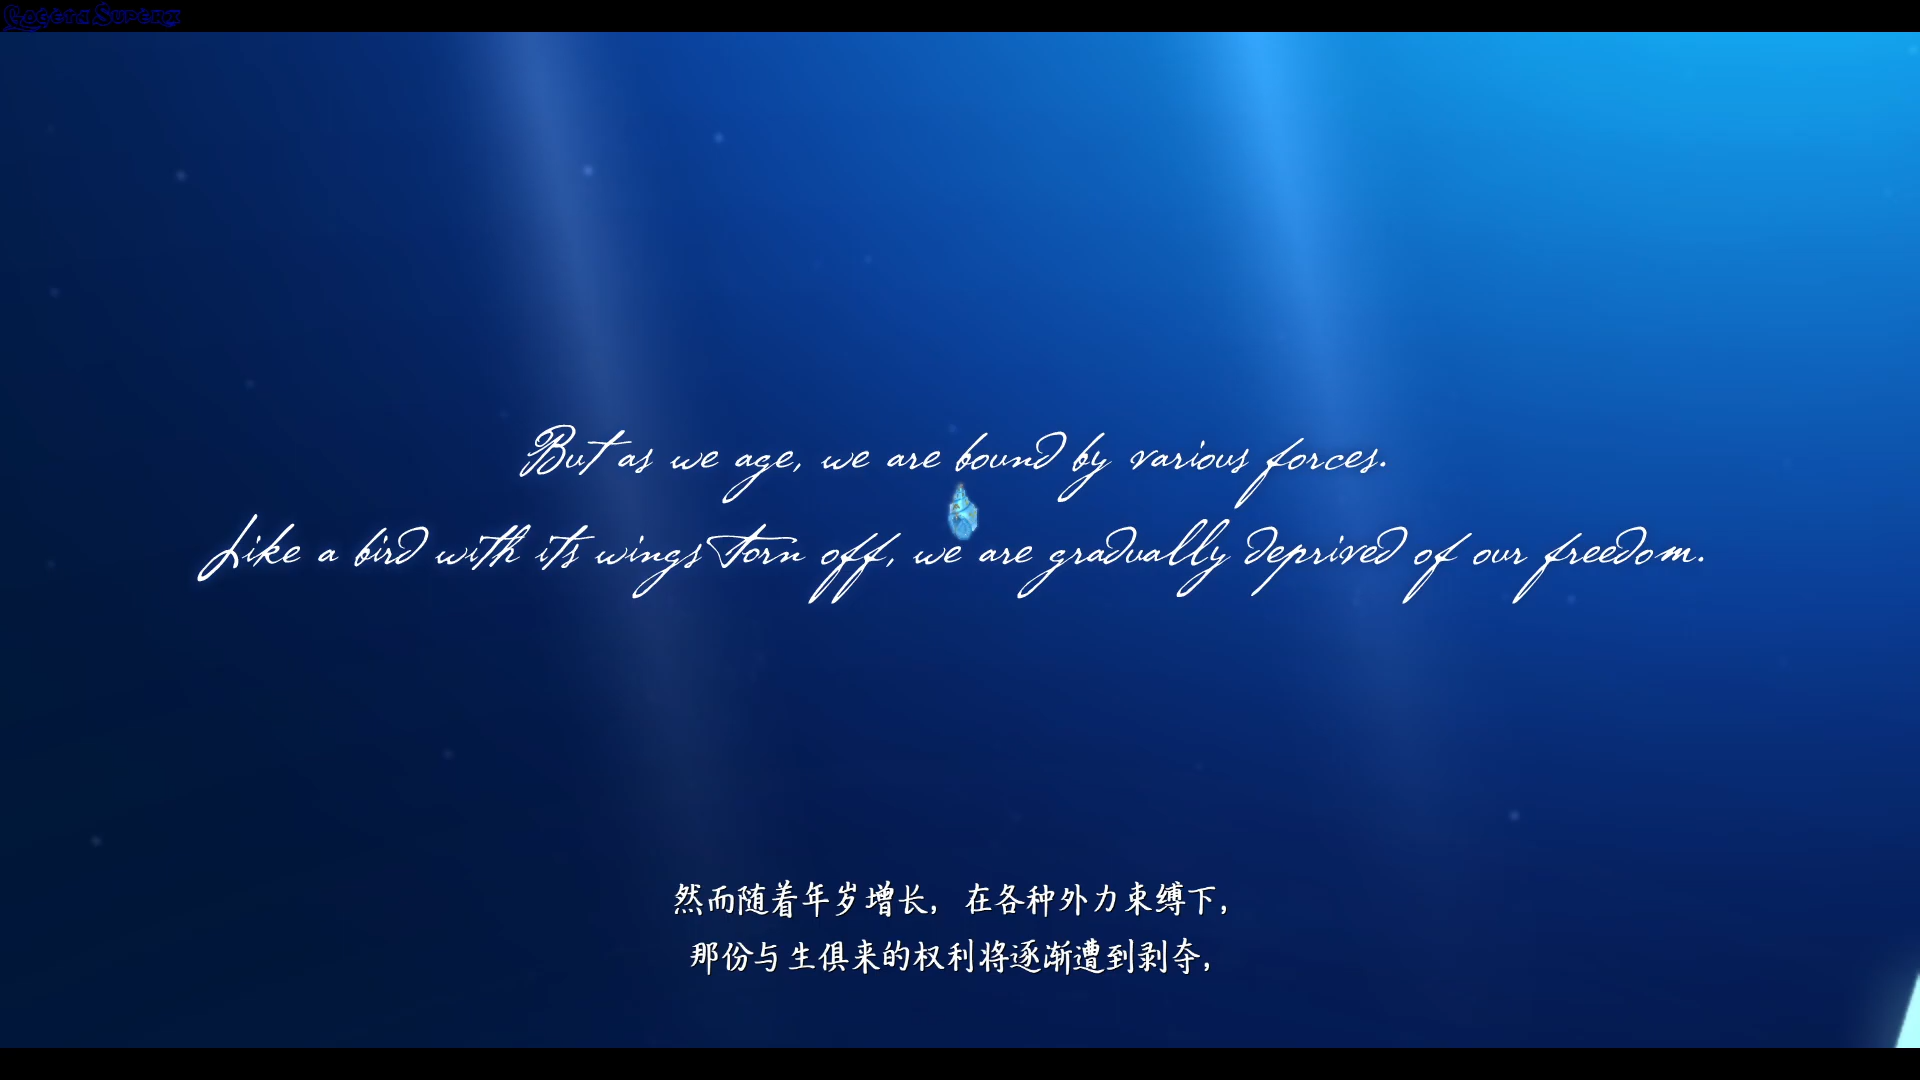 But as we age, we are bound by various forces.
Like a bird with its wings torn off, we are gradually deprived of our freedom.
然而随着年岁增长，在各种外力束缚下，
那份与生俱来的权利将逐渐遭到剥夺，